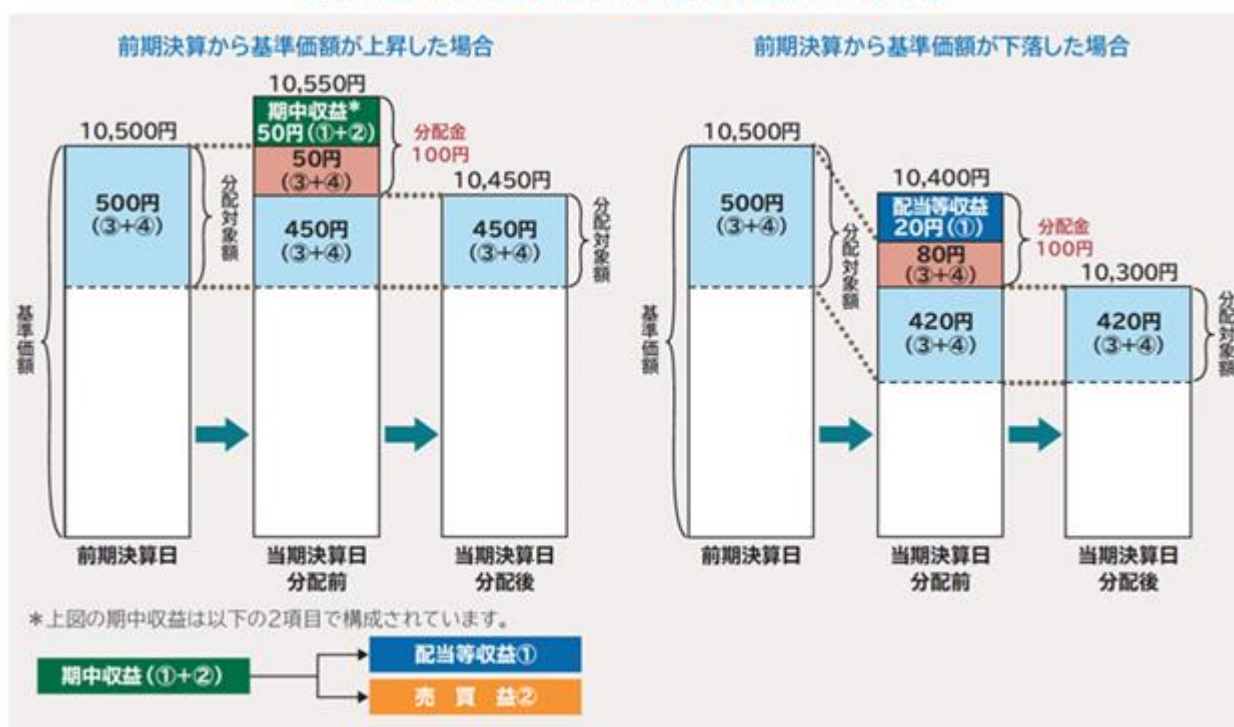 前期決算から基準価額が上昇した場合
10,500円
500円
(③+④)
分配対象額
基準価額
前期決算日
10,550円
期中収益*
50円(①+②)
50円
(③+④)
450円
(③+④)
分配金
100円
当期決算日
分配前
10,450円
450円
(③+④)
分配対象額
当期決算日
分配後
前期決算から基準価額が下落した場合
10,500円
500円
(③+④)
分配対象額
基準価額
前期決算日
10,400円
配当等収益
20円(①)
80円
(③+④)
420円
(③+④)
分配金
100円
当期決算日
分配前
10,300円
420円
(③+④)
分配対象額
当期決算日
分配後
*上図の期中収益は以下の2項目で構成されています。
期中収益(①+②)
配当等収益①
売 買 益②